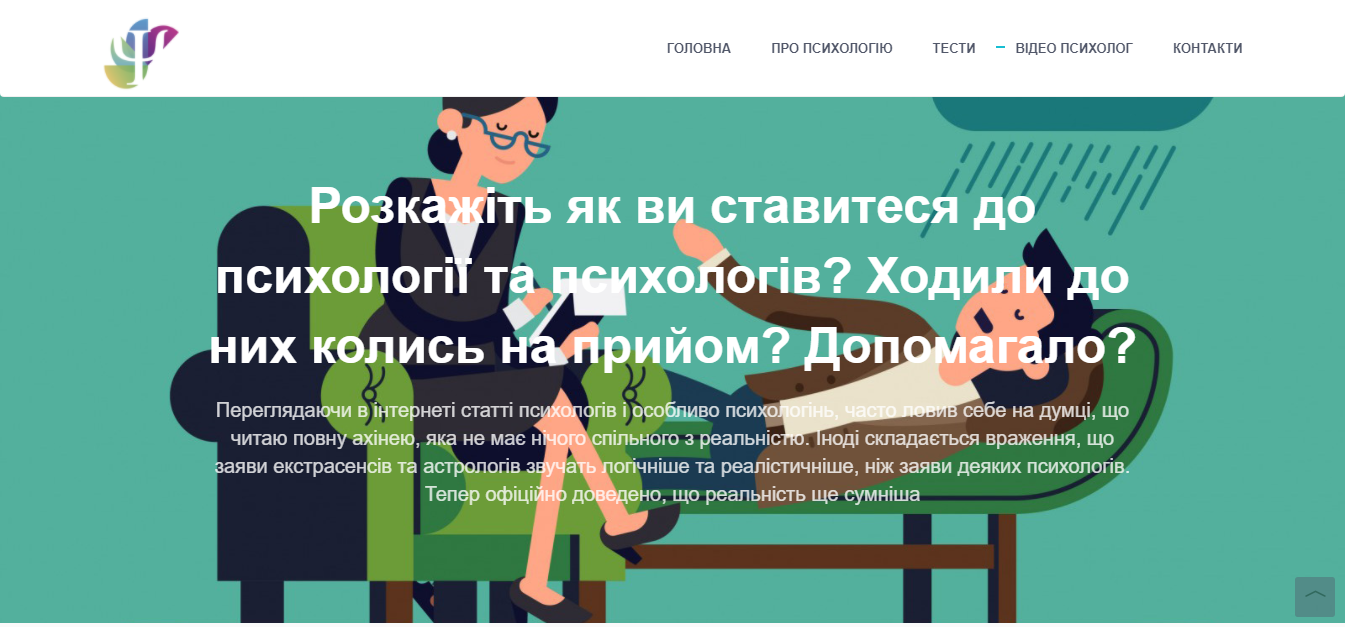 ГОЛОВНА ПРО ПСИХОЛОГІЮ ТЕСТИ ВІДЕО ПСИХОЛОГ КОНТАКТИ
Розкажіть як ви ставитеся до
психології та психологів? Ходили до
них колись на прийом? Допомагало?
Переглядаючи в інтернеті статті психологів і особливо психологінь, часто ловив себе на думці, що
читаю повну ахінею, яка не має нічого спільного з реальністю. Іноді складається враження, що
заяви екстрасенсів та астрологів звучать логічніше та реалістичніше, ніж заяви деяких психологів.
Тепер офіційно доведено, що реальність ще сумніша